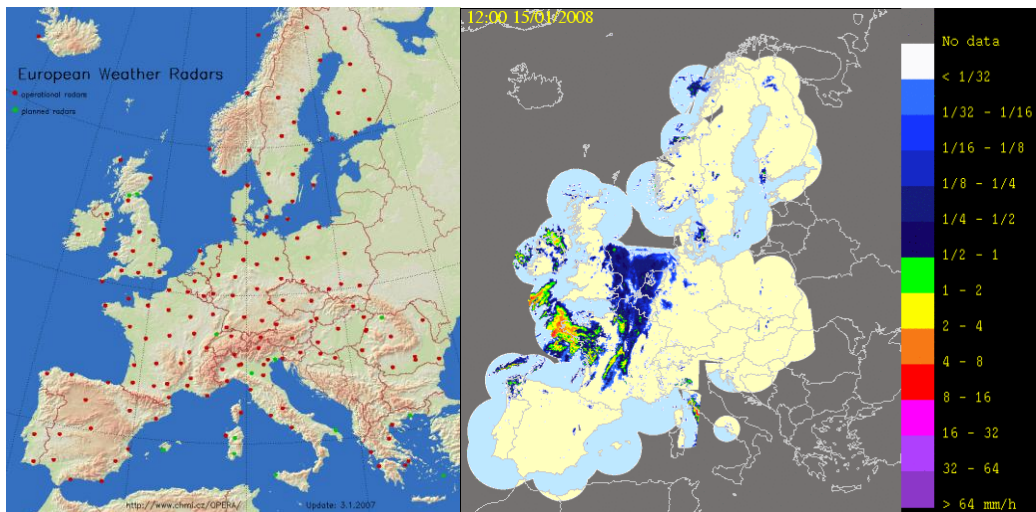 European Weather Radars
operational radars
planned radars
http://www.chmi.cz/OPERA/
Update: 3.1.2007
12:00 15/01/2008
No data
< 1/32
1/32 - 1/16
1/16 - 1/8
1/8 - 1/4
1/4 - 1/2
1/2 - 1
1 - 2
2 - 4
4 - 8
8 - 16
16 - 32
32 - 64
> 64 mm/h